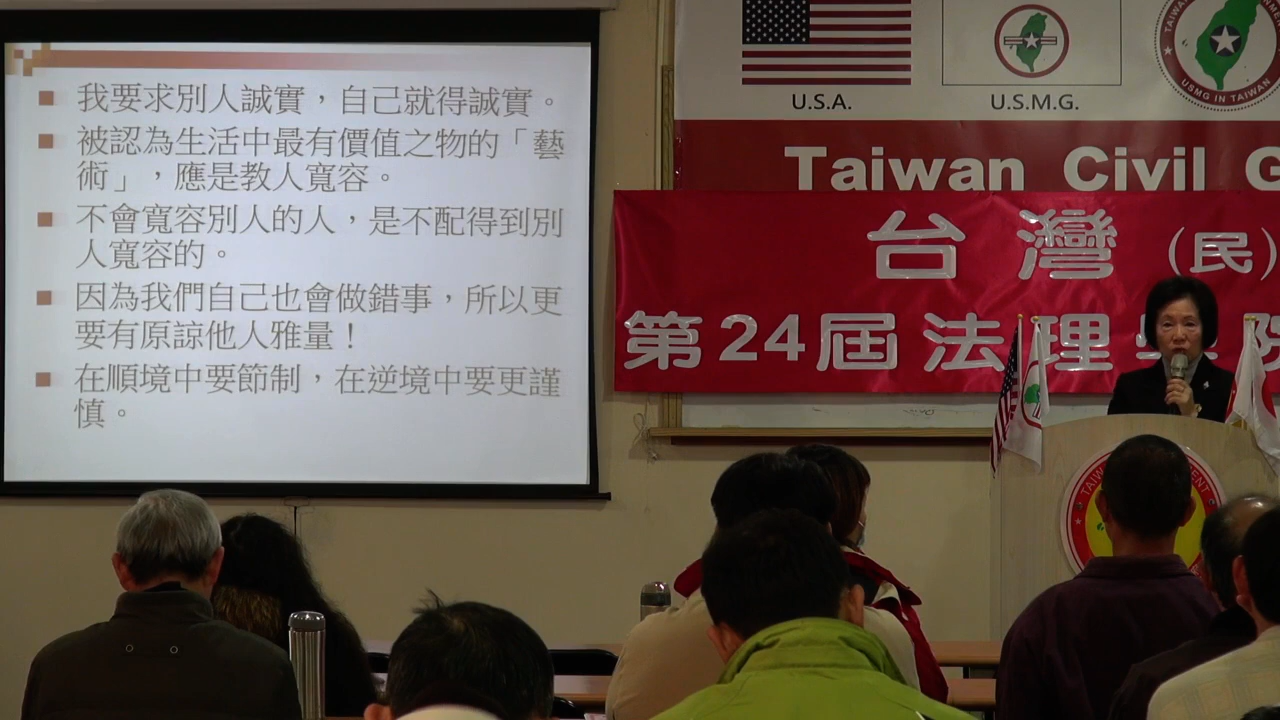 我要求別人誠實，自己就得誠實。
被認為生活中最有價值之物的「藝
術」，應是教人寬容。
不會寬容別人的人，是不配得到別
人寬容的。
因為我們自己也會做錯事，所以更
要有原諒他人雅量！
在順境中要節制，在逆境中要更謹
慎。
U.S.A.
U.S.M.G.
USMG IN TAIWAN
Taiwan Civil G
台灣（民）
第24屆法理學院